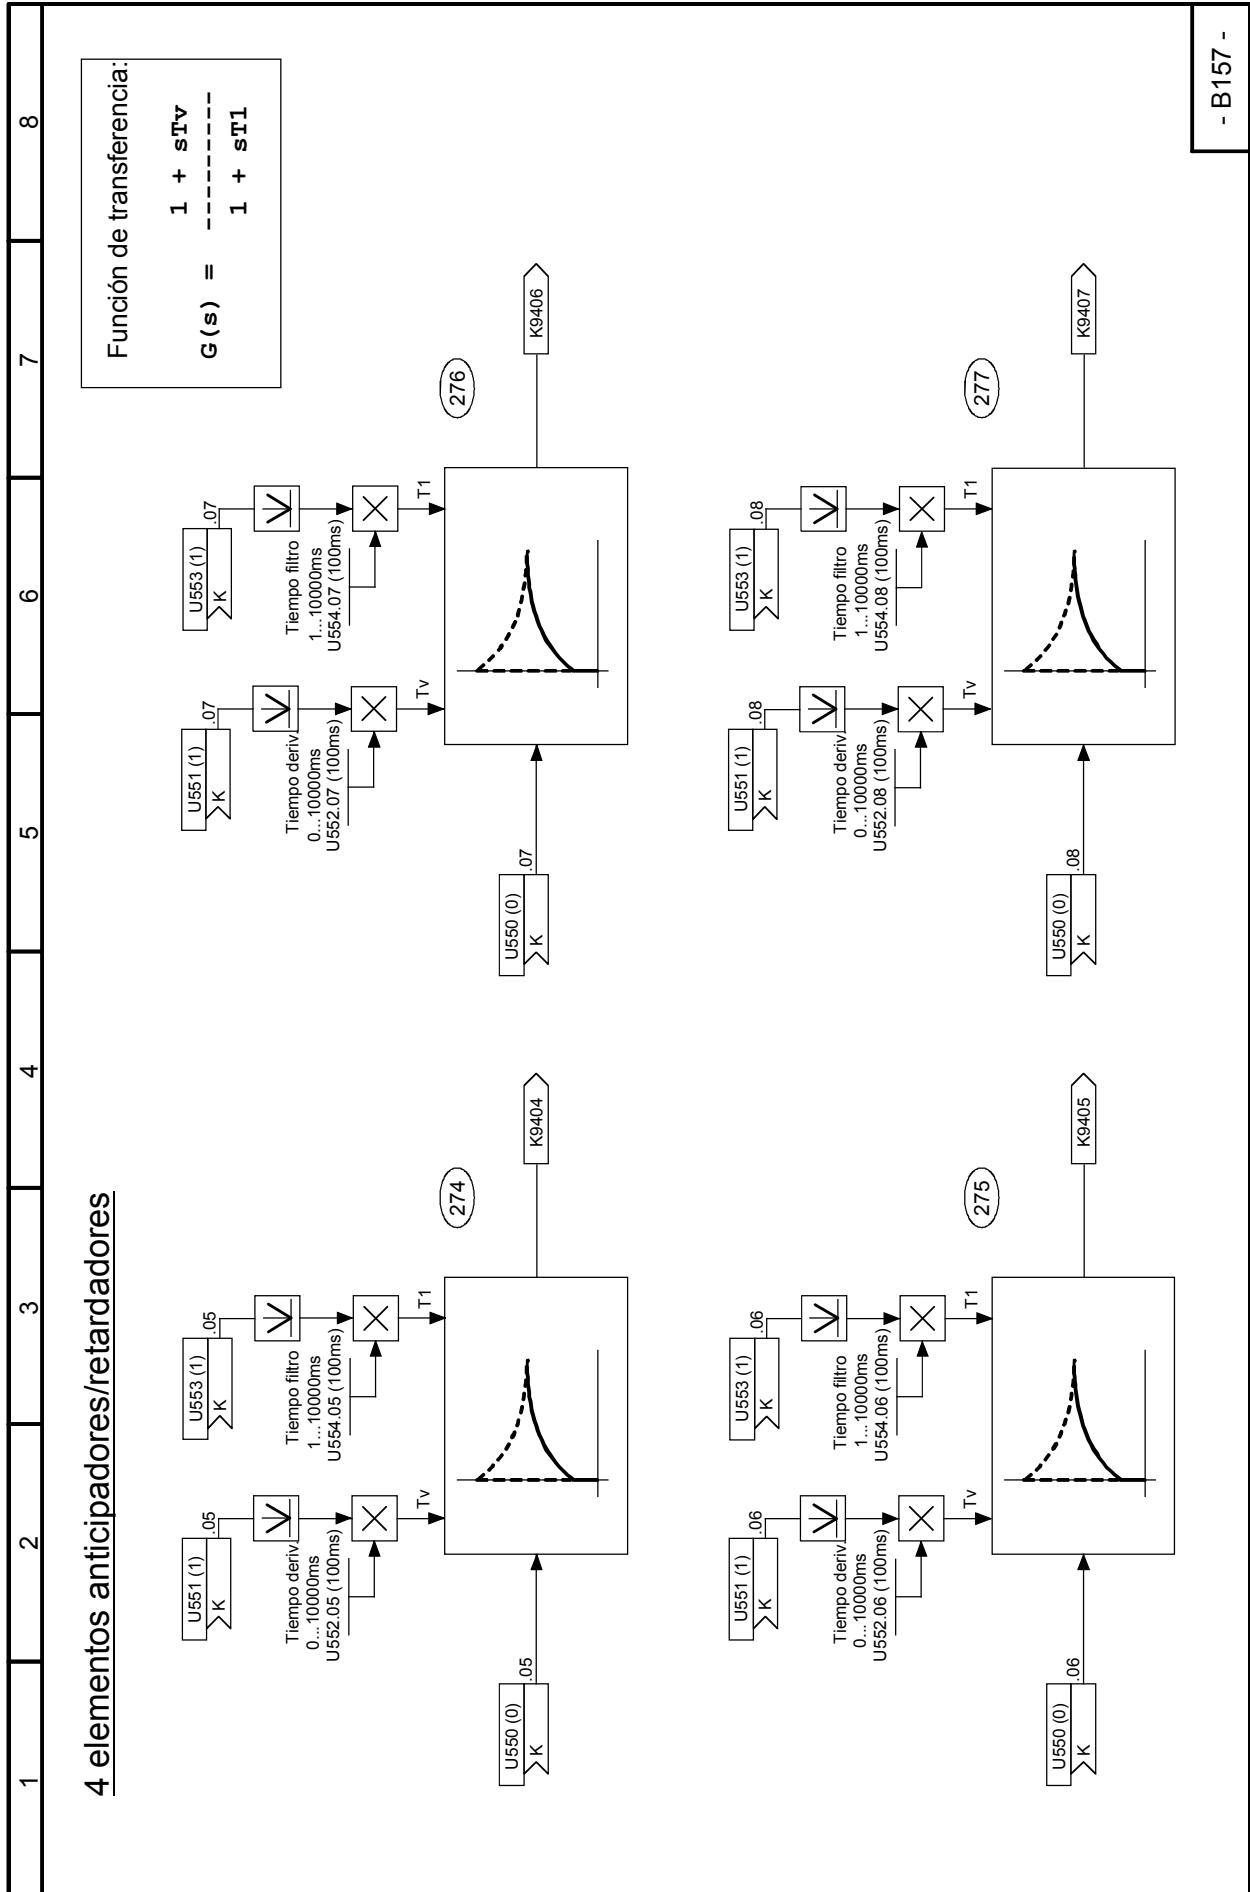 1
2
3
4
5
6
7
8
4 elementos anticipadores/retardadores
Función de transferencia:
1 + sTv
G(s) = ---------
1 + sT1
U551 (1)
K
.05
U553 (1)
K
.05
Tiempo deriv.
0...10000ms
U552.05 (100ms)
Tiempo filtro
1...10000ms
U554.05 (100ms)
Tv
T1
274
U550 (0)
K
.05
K9404
U551 (1)
K
.07
U553 (1)
K
.07
Tiempo deriv.
0...10000ms
U552.07 (100ms)
Tiempo filtro
1...10000ms
U554.07 (100ms)
Tv
T1
276
U550 (0)
K
.07
K9406
U551 (1)
K
.06
U553 (1)
K
.06
Tiempo deriv.
0...10000ms
U552.06 (100ms)
Tiempo filtro
1...10000ms
U554.06 (100ms)
Tv
T1
275
U550 (0)
K
.06
K9405
U551 (1)
K
.08
U553 (1)
K
.08
Tiempo deriv.
0...10000ms
U552.08 (100ms)
Tiempo filtro
1...10000ms
U554.08 (100ms)
Tv
T1
277
U550 (0)
K
.08
K9407
- B157 -